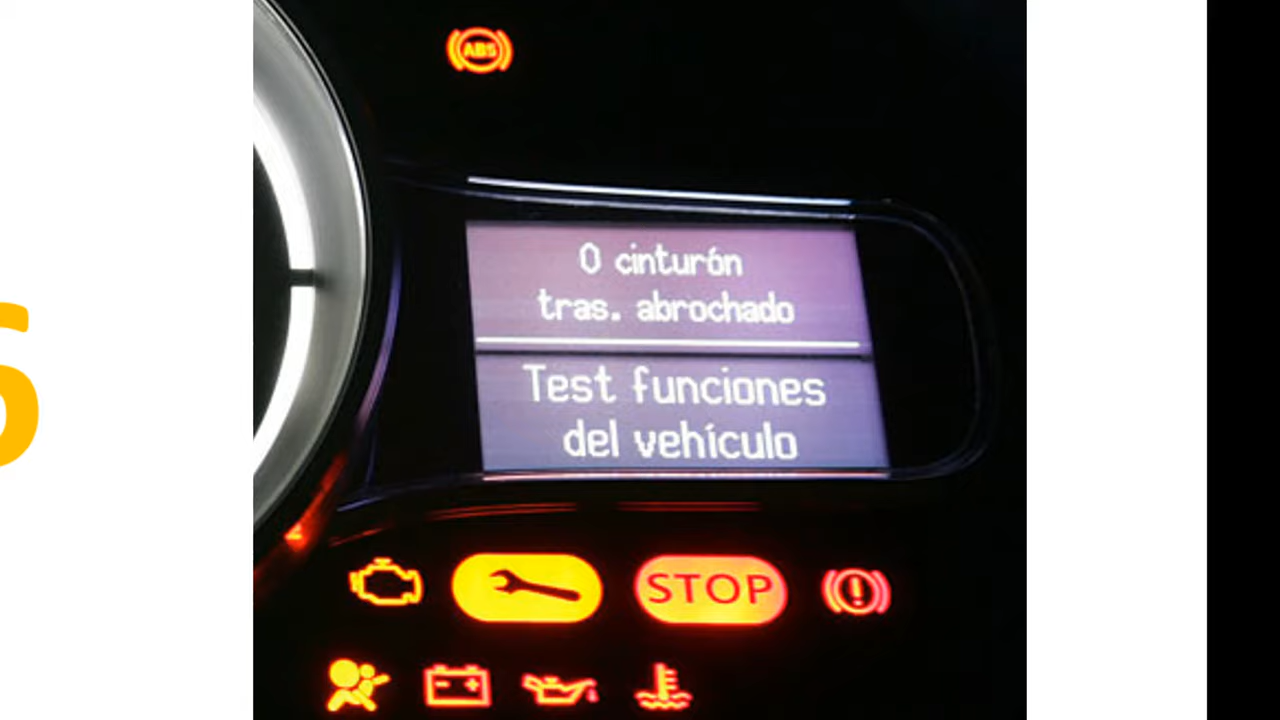 ABS
0 cinturón
tras. abrochado
Test funciones
del vehículo
STOP